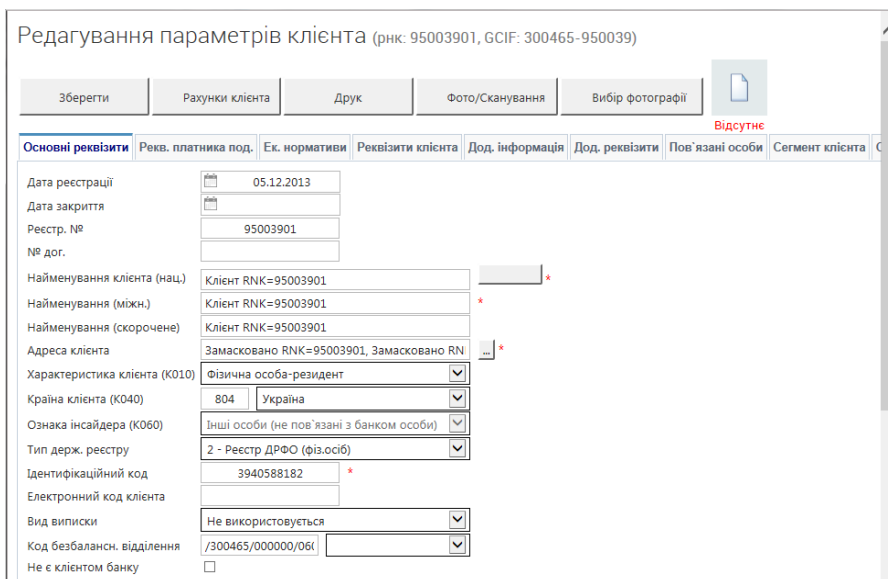 Редагування параметрів клієнта (рнк: 95003901, GCIF: 300465-950039)
Зберегти Рахунки клієнта Друк Фото/Сканування Вибір фотографії
Відсутнє
Основні реквізити Рекв. платника под. Ек. нормативи Реквізити клієнта Дод. інформація Дод. реквізити Пов`язані особи Сегмент клієнта
Дата реєстрації 05.12.2013
Дата закриття
Реєстр. № 95003901
№ дог.
Найменування клієнта (нац.) Клієнт RNK=95003901 *
Найменування (міжн.) Клієнт RNK=95003901 *
Найменування (скорочене) Клієнт RNK=95003901
Адреса клієнта Замасковано RNK=95003901, Замасковано RN ... *
Характеристика клієнта (K010) Фізична особа-резидент
Країна клієнта (K040) 804 Україна
Ознака інсайдера (K060) Інші особи (не пов`язані з банком особи)
Тип держ. реєстру 2 - Реєстр ДРФО (фіз.осіб)
Ідентифікаційний код 3940588182 *
Електронний код клієнта
Вид виписки Не використовується
Код безбалансн. відділення /300465/000000/060
Не є клієнтом банку